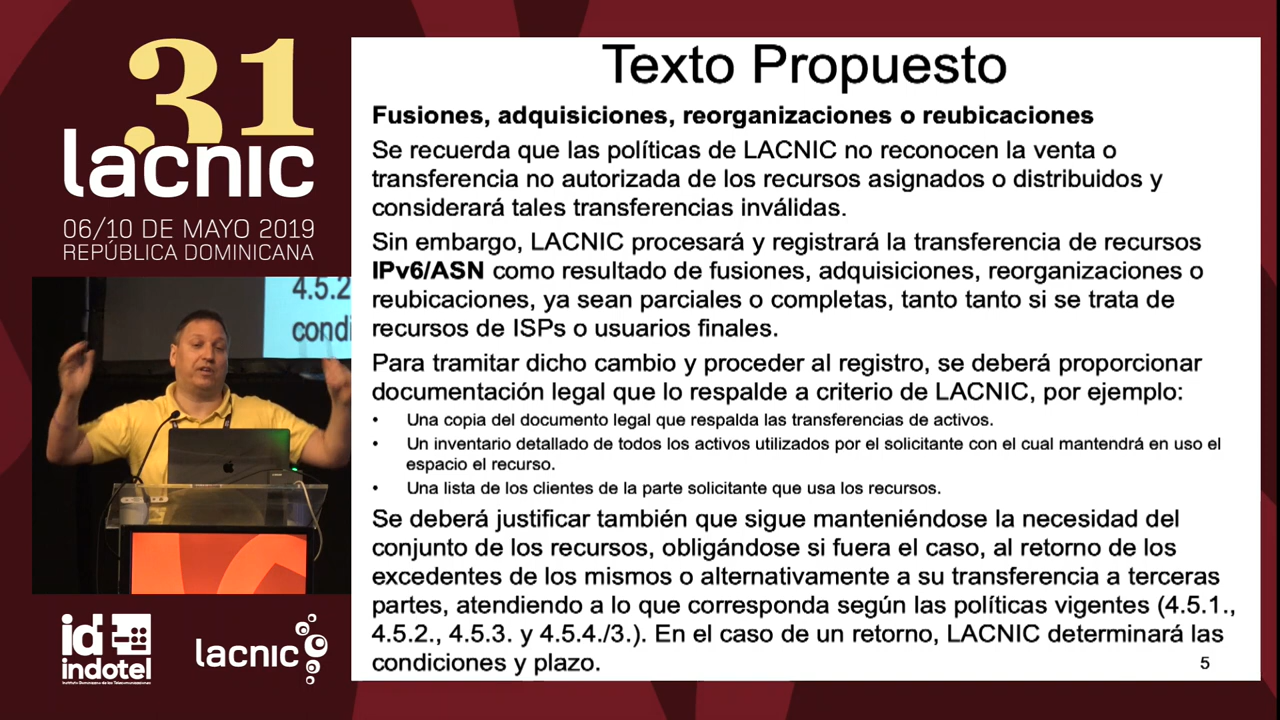 31
lacnic
06/10 DE MAYO 2019
REPÚBLICA DOMINICANA
4.5.2
condi
id
indotel
Instituto Dominicano de las Telecomunicaciones
lacnic
Texto Propuesto
Fusiones, adquisiciones, reorganizaciones o reubicaciones
Se recuerda que las políticas de LACNIC no reconocen la venta o
transferencia no autorizada de los recursos asignados o distribuidos y
considerará tales transferencias inválidas.
Sin embargo, LACNIC procesará y registrará la transferencia de recursos
IPv6/ASN como resultado de fusiones, adquisiciones, reorganizaciones o
reubicaciones, ya sean parciales o completas, tanto tanto si se trata de
recursos de ISPs o usuarios finales.
Para tramitar dicho cambio y proceder al registro, se deberá proporcionar
documentación legal que lo respalde a criterio de LACNIC, por ejemplo:
• Una copia del documento legal que respalda las transferencias de activos.
• Un inventario detallado de todos los activos utilizados por el solicitante con el cual mantendrá en uso el
espacio el recurso.
• Una lista de los clientes de la parte solicitante que usa los recursos.
Se deberá justificar también que sigue manteniéndose la necesidad del
conjunto de los recursos, obligándose si fuera el caso, al retorno de los
excedentes de los mismos o alternativamente a su transferencia a terceras
partes, atendiendo a lo que corresponda según las políticas vigentes (4.5.1.,
4.5.2., 4.5.3. y 4.5.4./3.). En el caso de un retorno, LACNIC determinará las
condiciones y plazo.
5